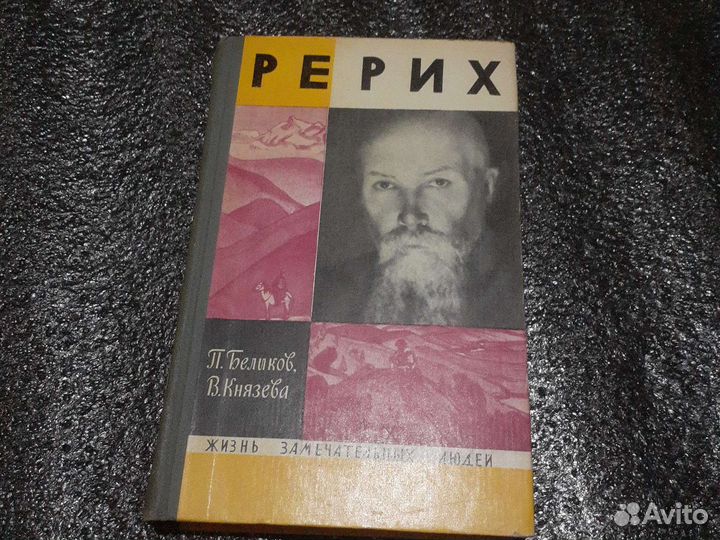 РЕРИХ
П. Беликов,
В. Князева
ЖИЗНЬ ЗАМЕЧАТЕЛЬНЫХ ЛЮДЕЙ
Avito